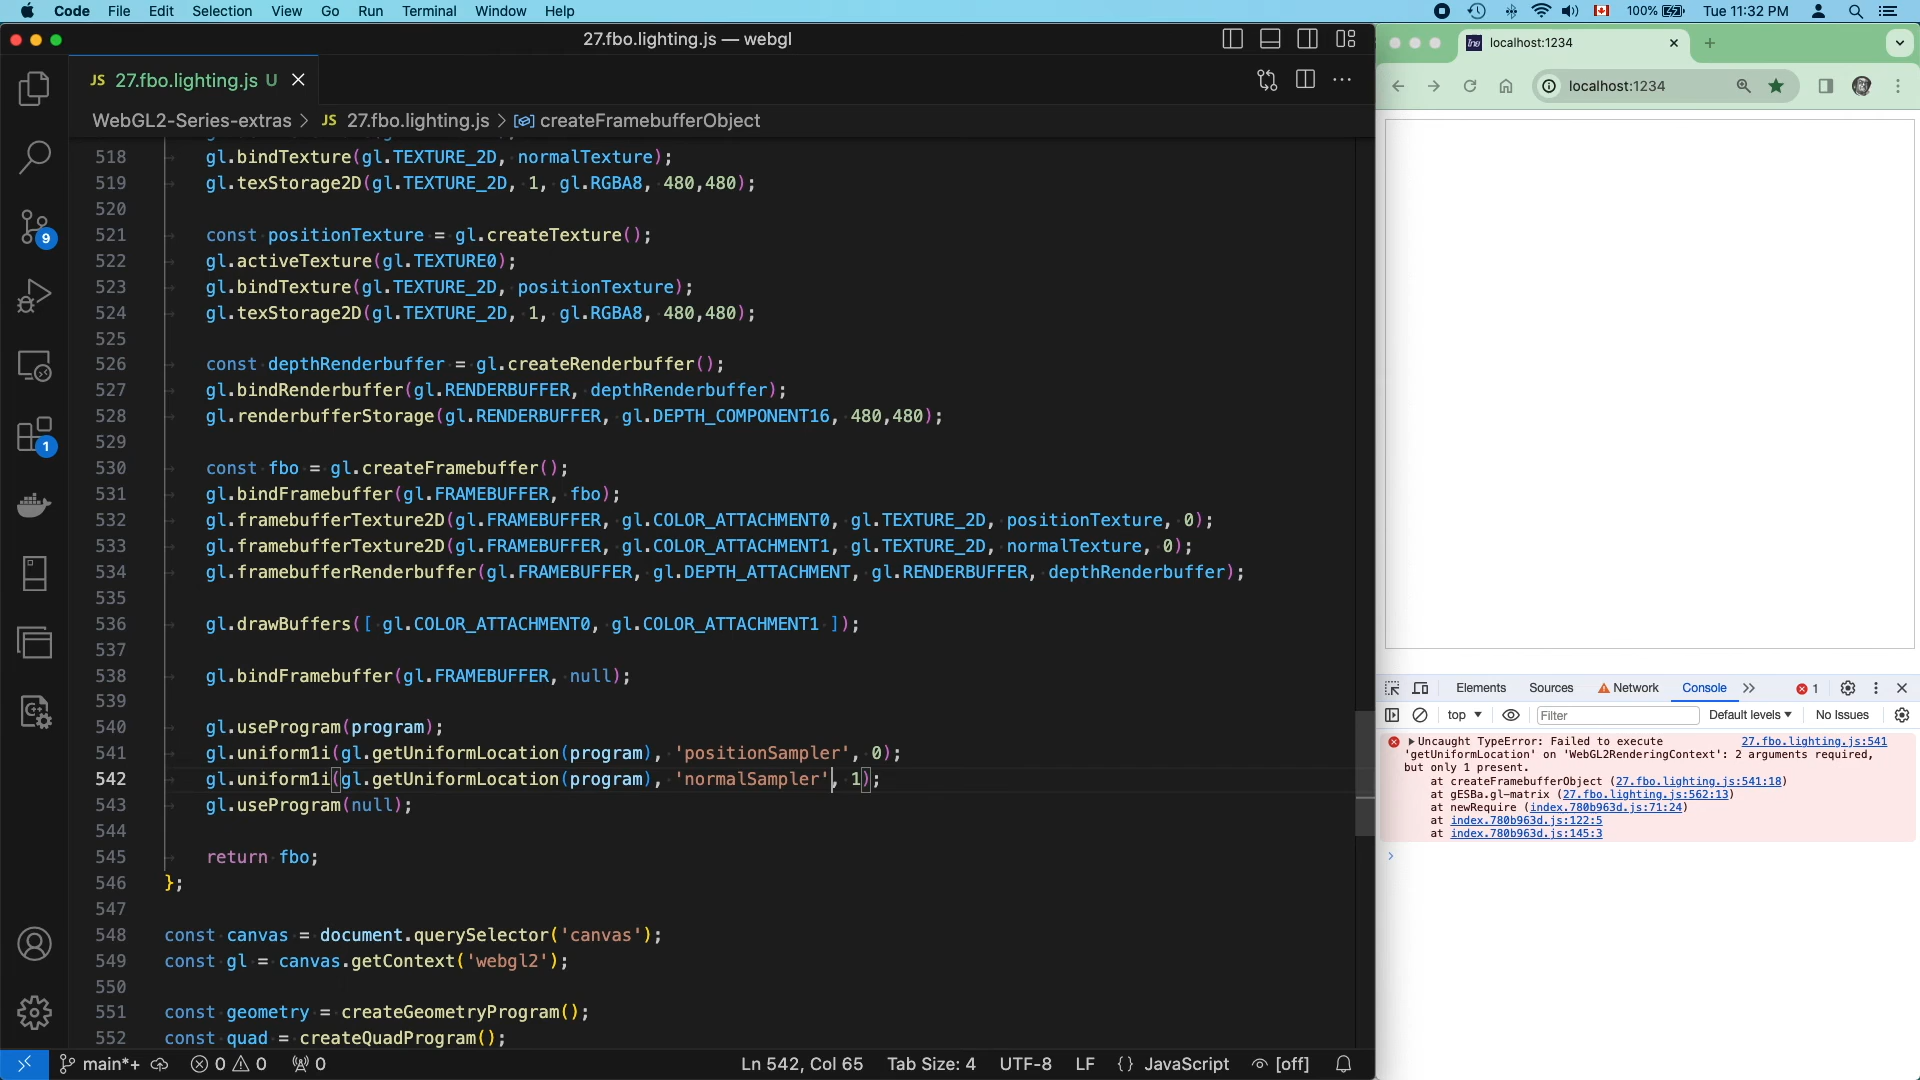 Code File Edit Selection View Go Run Terminal Window Help 100% Tue 11:32 PM
27.fbo.lighting.js — webgl
JS 27.fbo.lighting.js U
WebGL2-Series-extras > JS 27.fbo.lighting.js > createFramebufferObject
518 gl.bindTexture(gl.TEXTURE_2D, normalTexture);
519 gl.texStorage2D(gl.TEXTURE_2D, 1, gl.RGBA8, 480,480);
520
521 const positionTexture = gl.createTexture();
522 gl.activeTexture(gl.TEXTURE0);
523 gl.bindTexture(gl.TEXTURE_2D, positionTexture);
524 gl.texStorage2D(gl.TEXTURE_2D, 1, gl.RGBA8, 480,480);
525
526 const depthRenderbuffer = gl.createRenderbuffer();
527 gl.bindRenderbuffer(gl.RENDERBUFFER, depthRenderbuffer);
528 gl.renderbufferStorage(gl.RENDERBUFFER, gl.DEPTH_COMPONENT16, 480,480);
529
530 const fbo = gl.createFramebuffer();
531 gl.bindFramebuffer(gl.FRAMEBUFFER, fbo);
532 gl.framebufferTexture2D(gl.FRAMEBUFFER, gl.COLOR_ATTACHMENT0, gl.TEXTURE_2D, positionTexture, 0);
533 gl.framebufferTexture2D(gl.FRAMEBUFFER, gl.COLOR_ATTACHMENT1, gl.TEXTURE_2D, normalTexture, 0);
534 gl.framebufferRenderbuffer(gl.FRAMEBUFFER, gl.DEPTH_ATTACHMENT, gl.RENDERBUFFER, depthRenderbuffer);
535
536 gl.drawBuffers([ gl.COLOR_ATTACHMENT0, gl.COLOR_ATTACHMENT1 ]);
537
538 gl.bindFramebuffer(gl.FRAMEBUFFER, null);
539
540 gl.useProgram(program);
541 gl.uniform1i(gl.getUniformLocation(program), 'positionSampler', 0);
542 gl.uniform1i(gl.getUniformLocation(program), 'normalSampler', 1);
543 gl.useProgram(null);
544
545 return fbo;
546 };
547
548 const canvas = document.querySelector('canvas');
549 const gl = canvas.getContext('webgl2');
550
551 const geometry = createGeometryProgram();
552 const quad = createQuadProgram();
9
1
main*+ 0 0 0 Ln 542, Col 65 Tab Size: 4 UTF-8 LF {} JavaScript [off]
localhost:1234
localhost:1234
Elements Sources Network Console 1
top Filter Default levels No Issues
Uncaught TypeError: Failed to execute 27.fbo.lighting.js:541
'getUniformLocation' on 'WebGL2RenderingContext': 2 arguments required,
but only 1 present.
at createFramebufferObject (27.fbo.lighting.js:541:18)
at gESBa.gl-matrix (27.fbo.lighting.js:562:13)
at newRequire (index.780b963d.js:71:24)
at index.780b963d.js:122:5
at index.780b963d.js:145:3